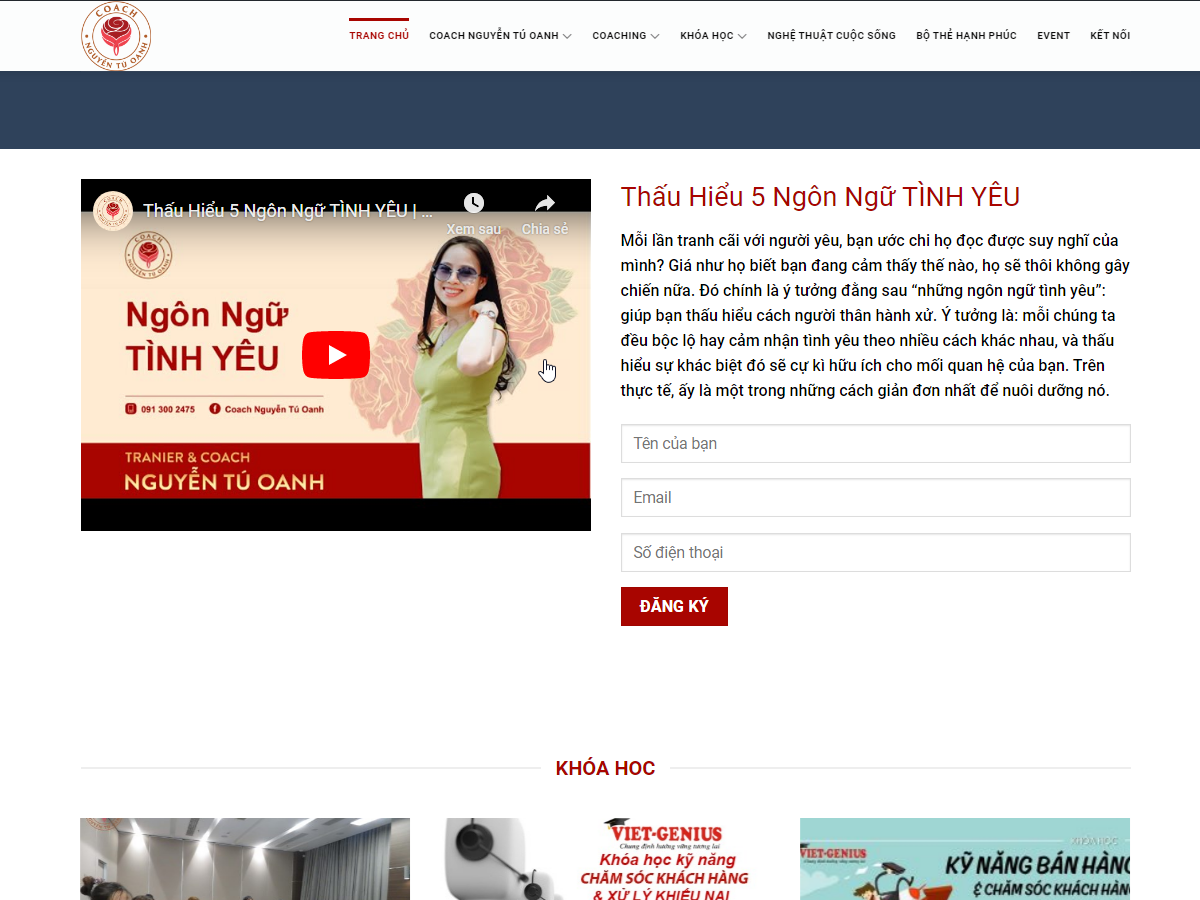 COACH
NGUYỄN TÚ OANH
TRANG CHỦ
COACH NGUYỄN TÚ OANH
COACHING
KHÓA HỌC
NGHỆ THUẬT CUỘC SỐNG
BỘ THẺ HẠNH PHÚC
EVENT
KẾT NỐI
Thấu Hiểu 5 Ngôn Ngữ TÌNH YÊU | ...
Xem sau
Chia sẻ
COACH
NGUYỄN TÚ OANH
Ngôn Ngữ
TÌNH YÊU
091 300 2475
Coach Nguyễn Tú Oanh
TRANIER & COACH
NGUYỄN TÚ OANH
Thấu Hiểu 5 Ngôn Ngữ TÌNH YÊU
Mỗi lần tranh cãi với người yêu, bạn ước chi họ đọc được suy nghĩ của
mình? Giá như họ biết bạn đang cảm thấy thế nào, họ sẽ thôi không gây
chiến nữa. Đó chính là ý tưởng đằng sau “những ngôn ngữ tình yêu”:
giúp bạn thấu hiểu cách người thân hành xử. Ý tưởng là: mỗi chúng ta
đều bộc lộ hay cảm nhận tình yêu theo nhiều cách khác nhau, và thấu
hiểu sự khác biệt đó sẽ cự kì hữu ích cho mối quan hệ của bạn. Trên
thực tế, ấy là một trong những cách giản đơn nhất để nuôi dưỡng nó.
Tên của bạn
Email
Số điện thoại
ĐĂNG KÝ
KHÓA HOC
VIET-GENIUS
Chung định hướng vững tương lai
Khóa học kỹ năng
CHĂM SÓC KHÁCH HÀNG
& XỬ LÝ KHIẾU NẠI
KHÓA HỌC
VIET-GENIUS
KỸ NĂNG BÁN HÀNG
& CHĂM SÓC KHÁCH HÀN